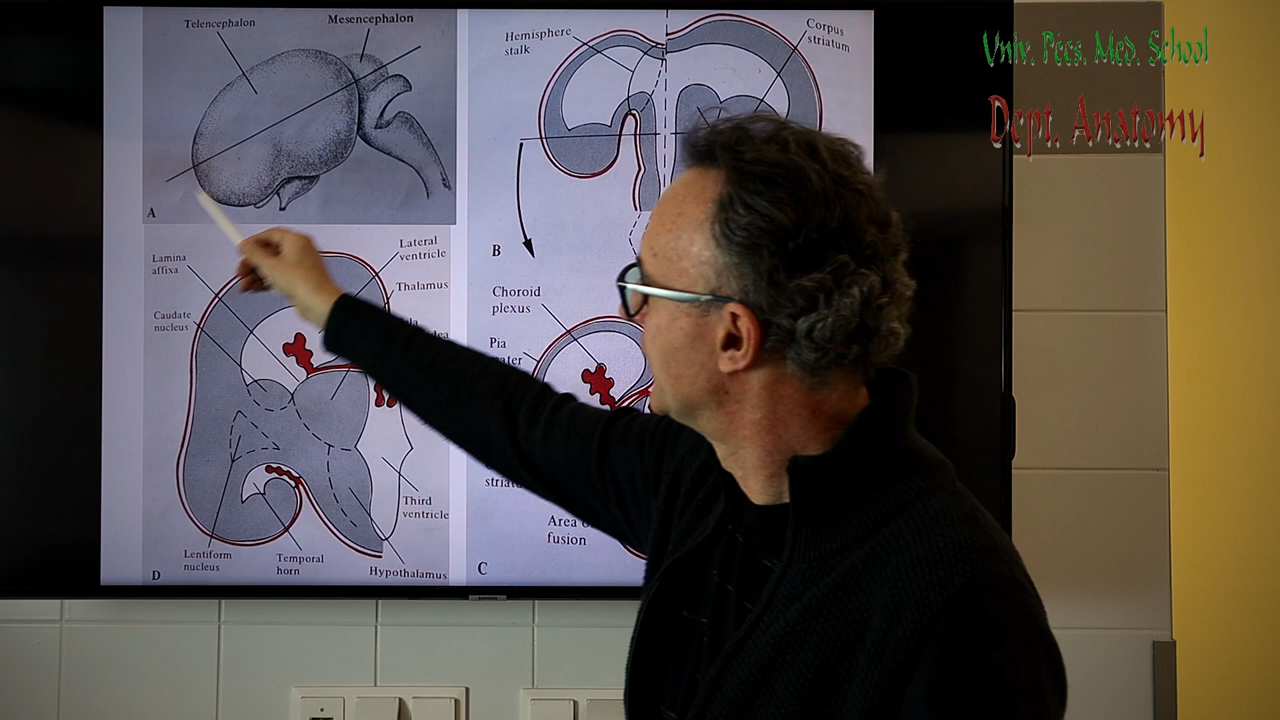 Telencephalon
Mesencephalon
A
Hemisphere
stalk
Corpus
striatum
B
Univ. Pécs. Med. School
Dept. Anatomy
Lamina
affixa
Caudate
nucleus
Lateral
ventricle
Thalamus
Third
ventricle
Lentiform
nucleus
Temporal
horn
Hypothalamus
D
Choroid
plexus
Pia
Area
fusion
C